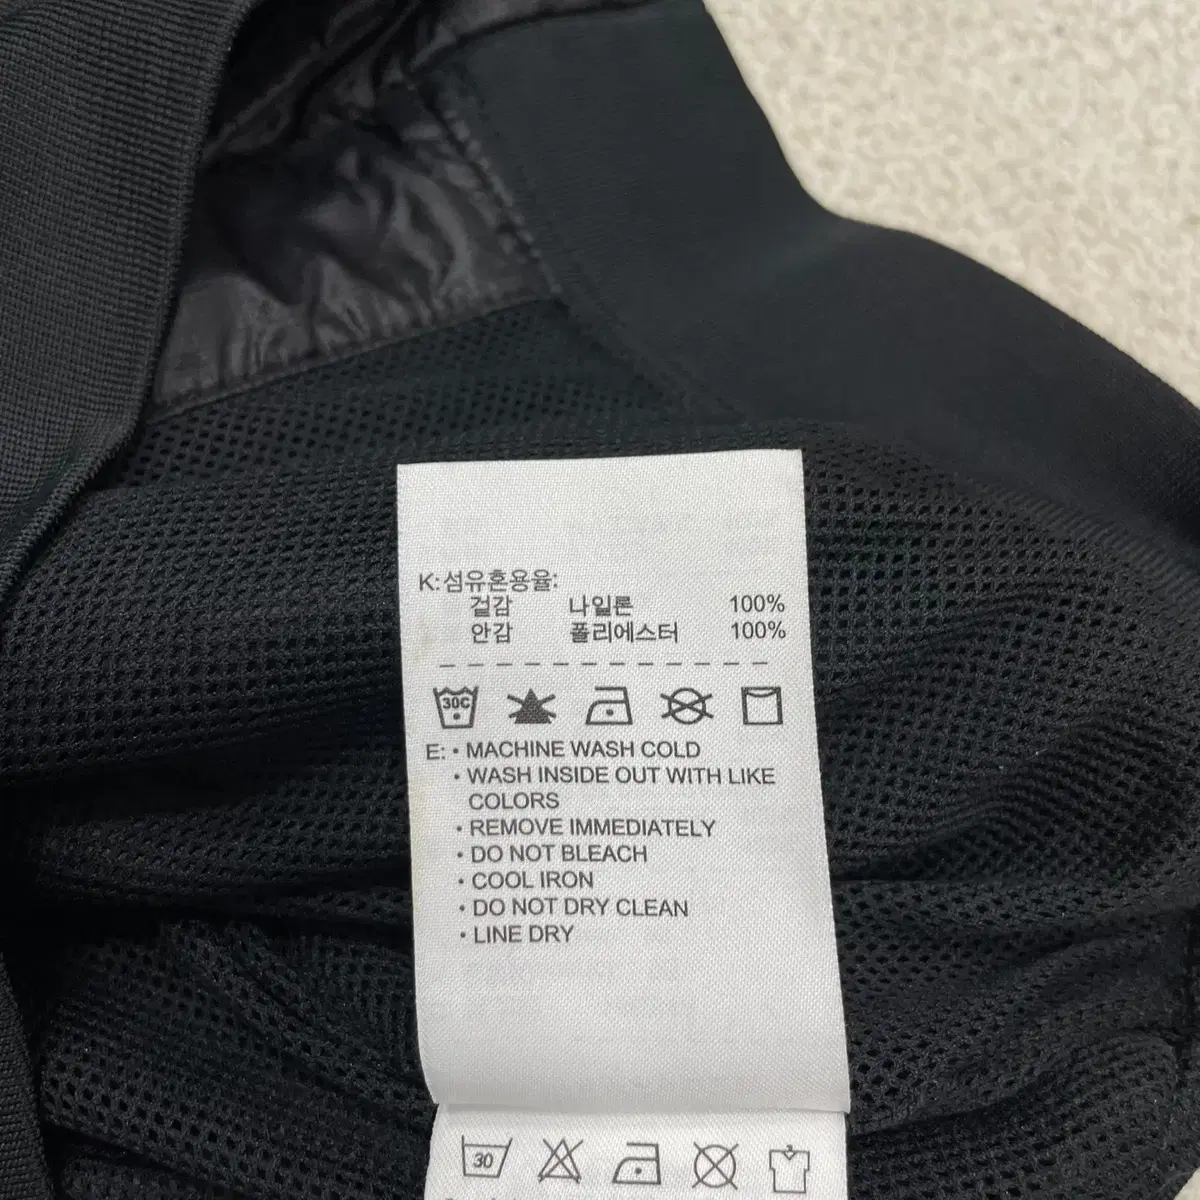 K:섬유혼용율:
겉감 나일론 100%
안감 폴리에스터 100%
30C
E: • MACHINE WASH COLD
• WASH INSIDE OUT WITH LIKE
COLORS
• REMOVE IMMEDIATELY
• DO NOT BLEACH
• COOL IRON
• DO NOT DRY CLEAN
• LINE DRY
30